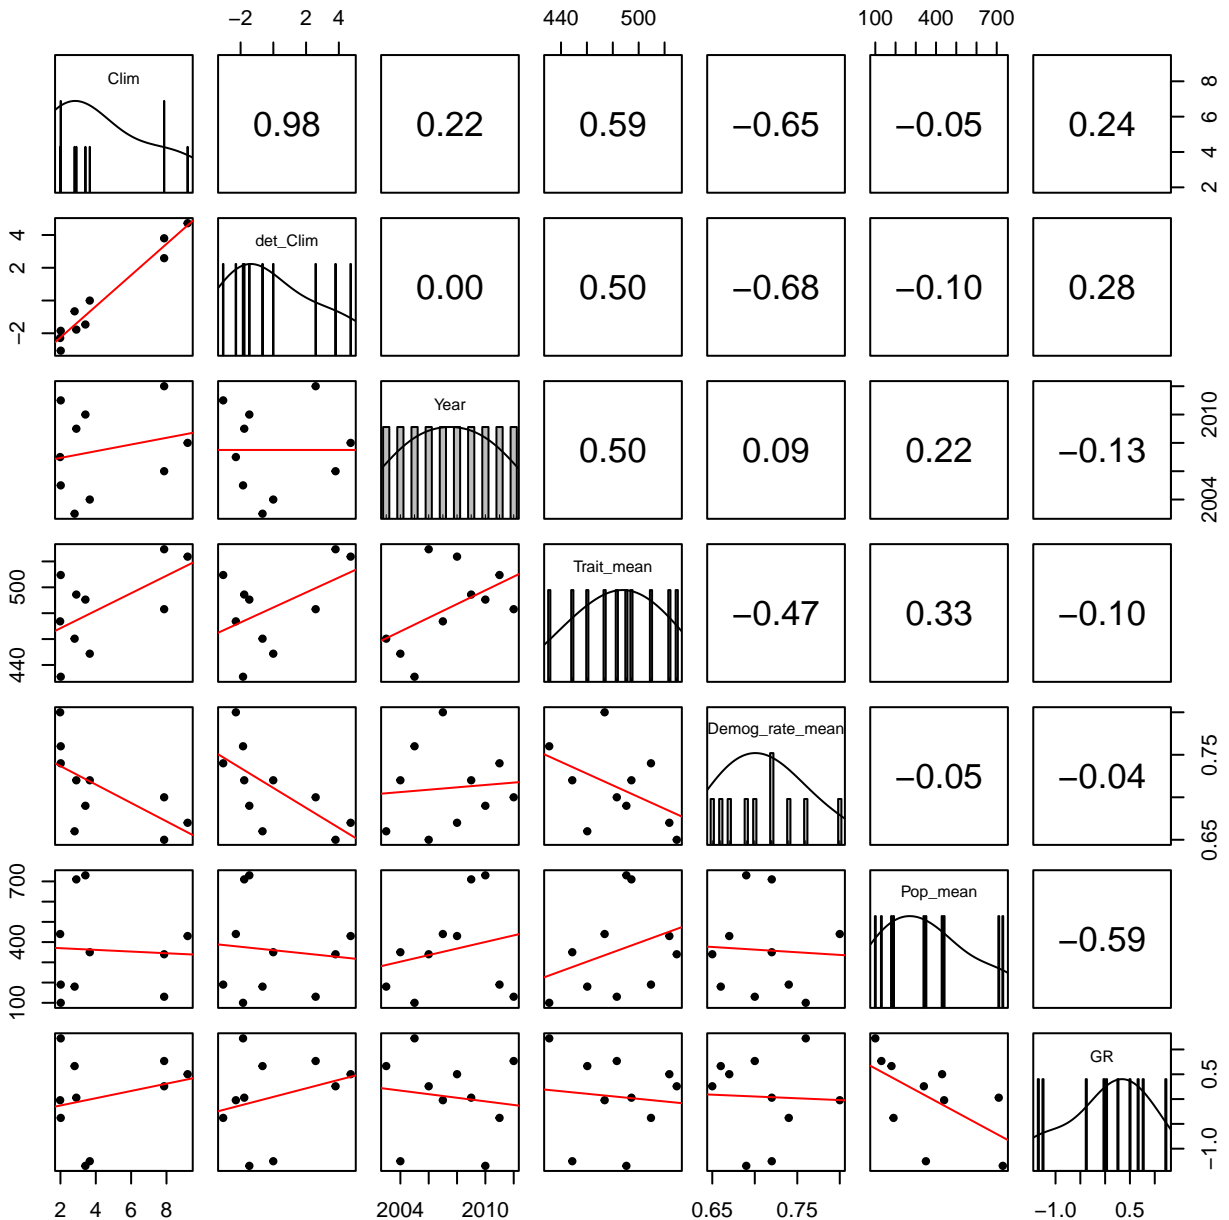 −2 2 4 440 500 100 400 700
Clim 0.98 0.22 0.59 −0.65 −0.05 0.24 2 4 6 8
−2 2 4 det_Clim 0.00 0.50 −0.68 −0.10 0.28
Year 0.50 0.09 0.22 −0.13 2004 2010
440 500 Trait_mean −0.47 0.33 −0.10
Demog_rate_mean −0.05 −0.04 0.65 0.75
100 400 700 Pop_mean −0.59
GR −1.0 0.5
2 4 6 8 2004 2010 0.65 0.75 −1.0 0.5